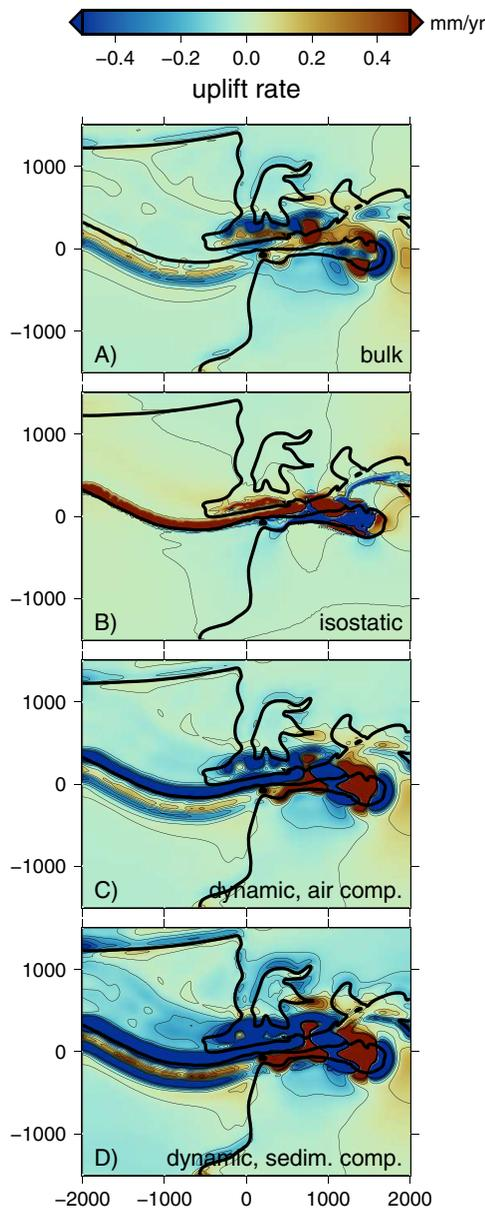 mm/yr
−0.4 −0.2 0.0 0.2 0.4
uplift rate
1000
0
−1000
A) bulk
1000
0
−1000
B) isostatic
1000
0
−1000
C) dynamic, air comp.
1000
0
−1000
D) dynamic, sedim. comp.
−2000 −1000 0 1000 2000